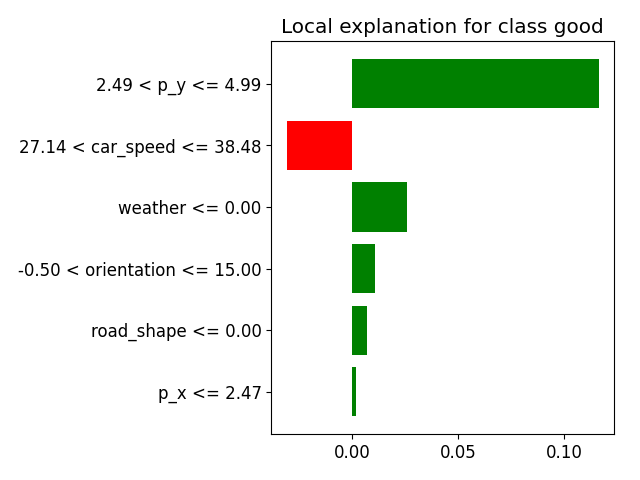 Local explanation for class good
2.49 < p_y <= 4.99
27.14 < car_speed <= 38.48
weather <= 0.00
-0.50 < orientation <= 15.00
road_shape <= 0.00
p_x <= 2.47
0.00 0.05 0.10